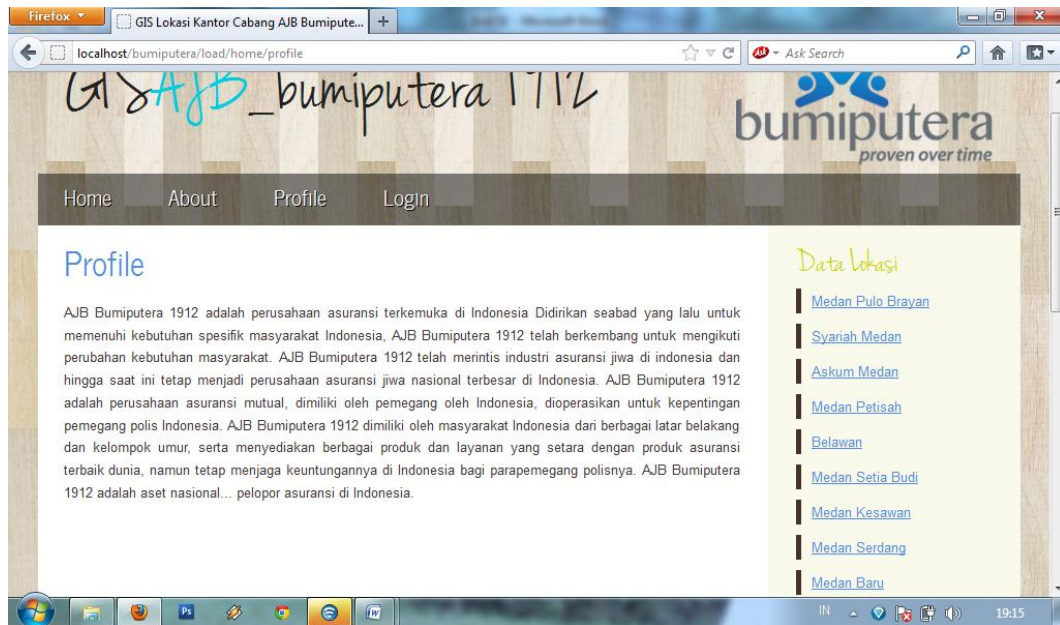 Firefox
GIS Lokasi Kantor Cabang AJB Bumipute...
localhost/bumiputera/load/home/profile
Ask Search
GISAJB_bumiputera 1912
bumiputera
proven over time
Home About Profile Login
Profile
AJB Bumiputera 1912 adalah perusahaan asuransi terkemuka di Indonesia Didirikan seabad yang lalu untuk
memenuhi kebutuhan spesifik masyarakat Indonesia, AJB Bumiputera 1912 telah berkembang untuk mengikuti
perubahan kebutuhan masyarakat. AJB Bumiputera 1912 telah merintis industri asuransi jiwa di indonesia dan
hingga saat ini tetap menjadi perusahaan asuransi jiwa nasional terbesar di Indonesia. AJB Bumiputera 1912
adalah perusahaan asuransi mutual, dimiliki oleh pemegang oleh Indonesia, dioperasikan untuk kepentingan
pemegang polis Indonesia. AJB Bumiputera 1912 dimiliki oleh masyarakat Indonesia dari berbagai latar belakang
dan kelompok umur, serta menyediakan berbagai produk dan layanan yang setara dengan produk asuransi
terbaik dunia, namun tetap menjaga keuntungannya di Indonesia bagi parapemegang polisnya. AJB Bumiputera
1912 adalah aset nasional... pelopor asuransi di Indonesia.
Data Lokasi
Medan Pulo Brayan
Syariah Medan
Askum Medan
Medan Petisah
Belawan
Medan Setia Budi
Medan Kesawan
Medan Serdang
Medan Baru
IN
19:15